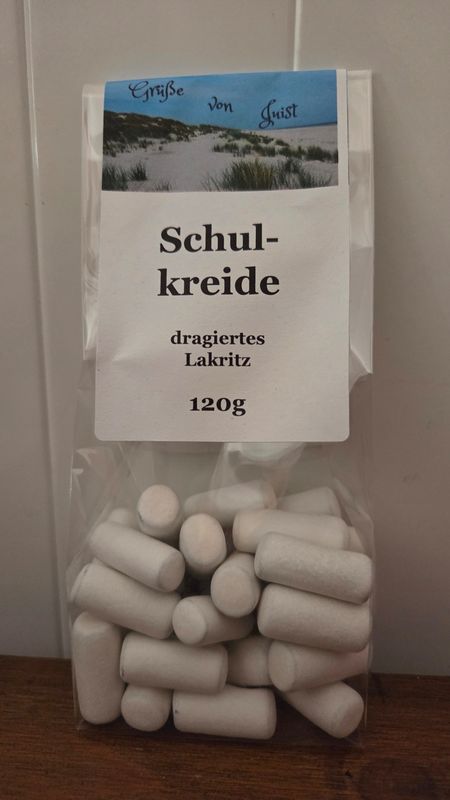 Grüße von Juist
Schul-
kreide
dragiertes
Lakritz
120g